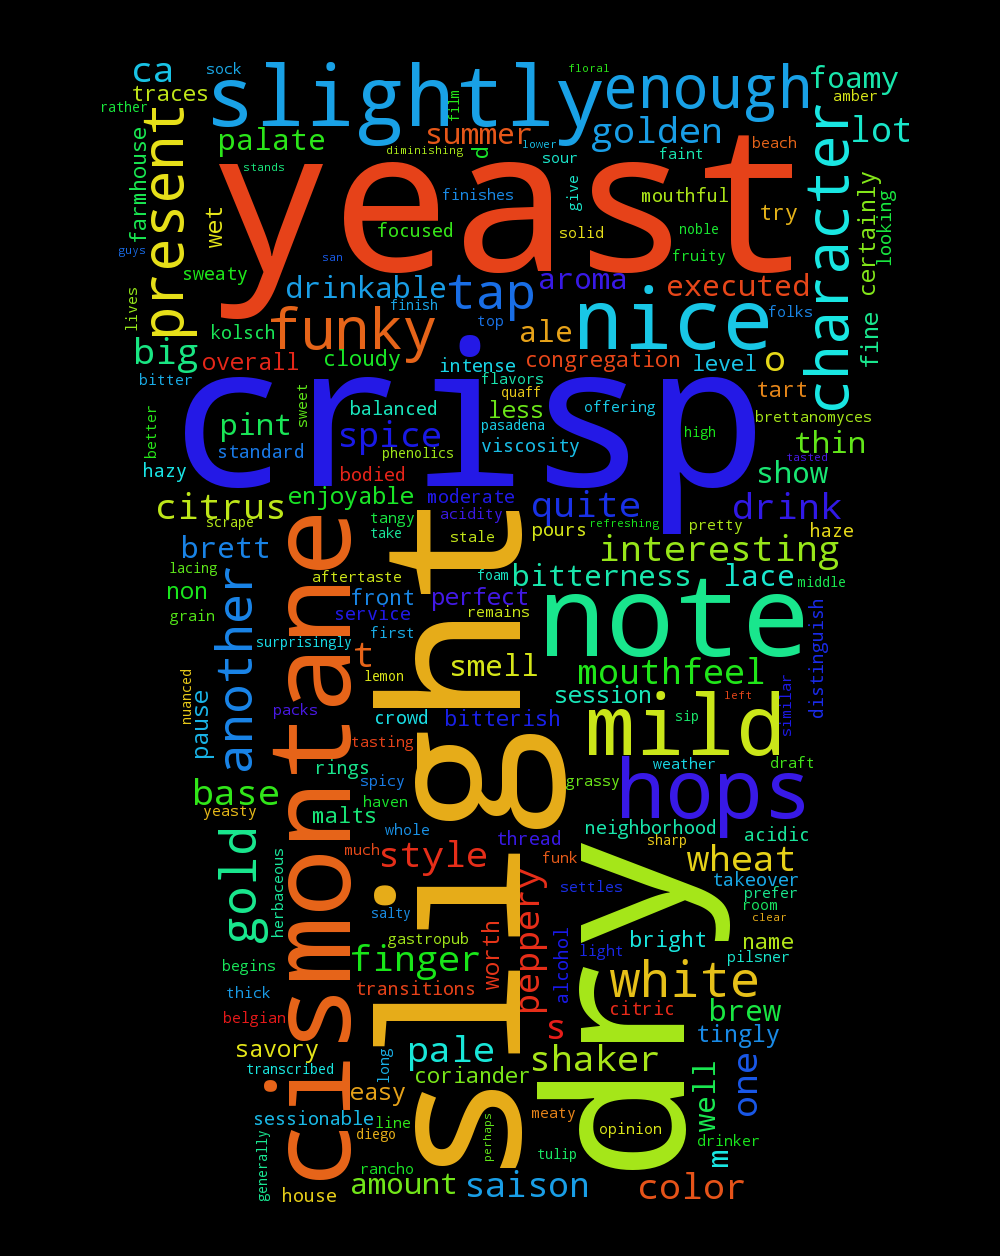 floral
ca
sock
slightly
enough
foamy
rather
traces
film
amber
present
palate
summer
golden
lot
diminishing
d
lower
sour
faint
beach
character
farmhouse
stands
yeast
wet
finishes
give
mouthful
try
certainly
looking
guys
focused
solid
noble
san
fruity
sweaty
drinkable
tap
aroma
nice
executed
lives
kolsch
funky
finish
top
ale
folks
fine
big
overall
cloudy
intense
congregation
level
o
bitter
crisp
flavors
quaff
tart
better
sweet
balanced
less
offering
brettanomyces
pint
spice
pasadena
high
thin
standard
phenolics
viscosity
tasted
hazy
bodied
show
citrus
enjoyable
moderate
quite
drink
scrape
tangy
acidity
pours
refreshing
pretty
haze
take
stale
brett
interesting
lacing
aftertaste
foam
bitterness
lace
middle
non
front
perfect
note
grain
service
remains
another
cismontane
slight
first
surprisingly
t
smell
mouthfeel
distinguish
lemon
nuanced
pause
packs
crowd
bitterish
session
sip
left
similar
mild
tasting
weather
draft
rings
spicy
grassy
hops
base
haven
yeasty
malts
whole
thread
neighborhood
acidic
gold
herbaceous
much
style
funk
sharp
wheat
settles
takeover
prefer
room
salty
peppery
dry
clear
gastropub
worth
alcohol
light
bright
name
begins
finger
pilsner
thick
transitions
white
belgian
s
citric
brew
savory
tingly
transcribed
long
pale
shaker
coriander
one
well
easy
sessionable
line
meaty
diego
perhaps
opinion
drinker
generally
tulip
m
rancho
house
amount
saison
color